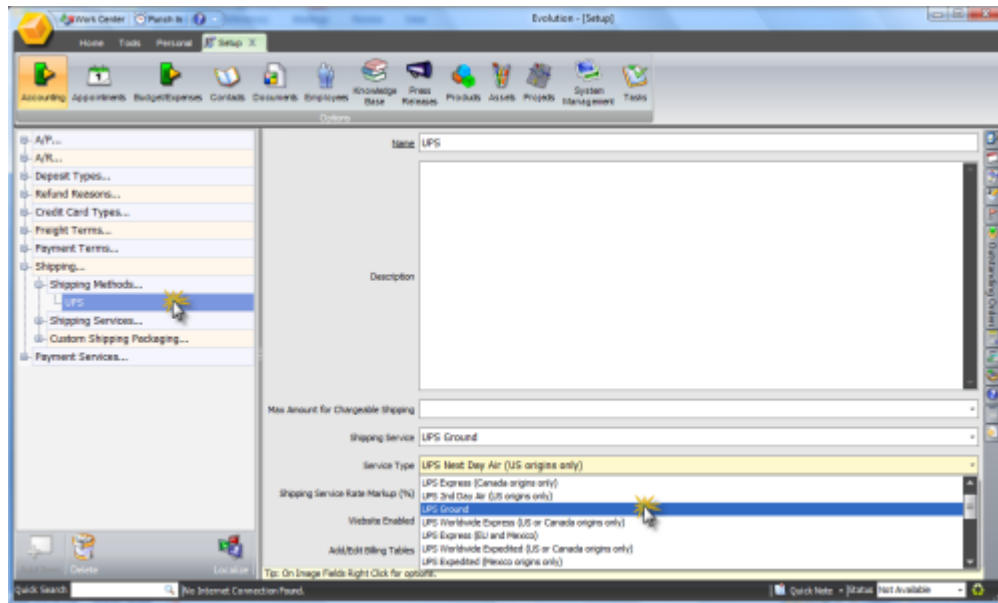 Work Center Punch In
Evolution - [Setup]
Home Tools Personal Setup X
Accounting Appointments Budget/Expenses Contacts Documents Employees Knowledge Base Press Releases Products Assets Projects System Management Tasks
Options
A/P...
A/R...
Deposit Types...
Refund Reasons...
Credit Card Types...
Freight Terms...
Payment Terms...
Shipping...
Shipping Methods...
UPS
Shipping Services...
Custom Shipping Packaging...
Payment Services...
Name UPS
Description
Max Amount for Chargeable Shipping
Shipping Service UPS Ground
Service Type UPS Next Day Air (US origins only)
UPS Express (Canada origins only)
UPS 2nd Day Air (US origins only)
Shipping Service Rate Markup (%)
UPS Ground
Website Enabled
UPS Worldwide Express (US or Canada origins only)
UPS Express (EU and Mexico)
Add/Edit Billing Tables
UPS Worldwide Expedited (US or Canada origins only)
UPS Expedited (Mexico origins only)
Delete Localize
Tip: On Image Fields Right Click for options.
Quick Search No Internet Connection Found. Quick Note Status Not Available
Outstanding Orders